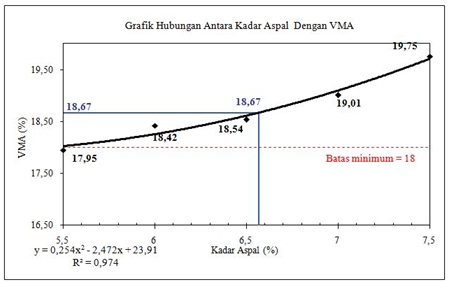 Grafik Hubungan Antara Kadar Aspal Dengan VMA
19,75
19,50
18,67
18,67
19,01
18,50
18,42
18,54
VMA (%)
17,95
Batas minimum = 18
17,50
16,50
5,5
6
6,5
7
7,5
y = 0,254x² - 2,472x + 23,91
Kadar Aspal (%)
R² = 0,974